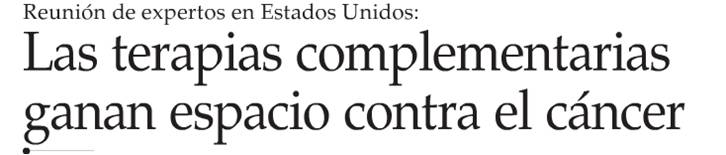 Reunión de expertos en Estados Unidos:
Las terapias complementarias
ganan espacio contra el cáncer